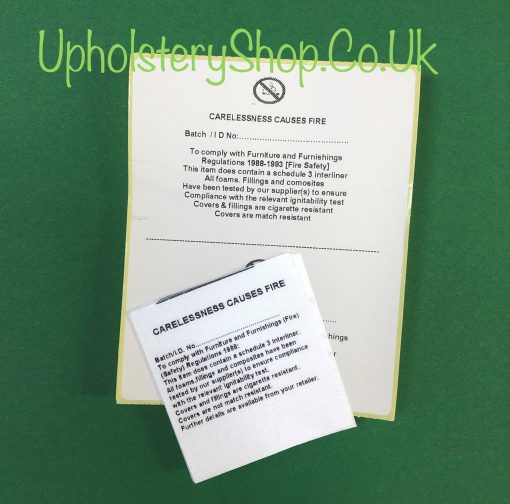 UpholsteryShop.Co.Uk
CARELESSNESS CAUSES FIRE
Batch / I D No:..........................................
To comply with Furniture and Furnishings
Regulations 1988-1993 [Fire Safety]
This item does contain a schedule 3 interliner
All foams. Fillings and comosites
Have been tested by our supplier(s) to ensure
Compliance with the relevant ignitability test
Covers & fillings are cigarette resistant
Covers are match resistant
CARELESSNESS CAUSES FIRE
Batch/I.D. No.....................................
To comply with Furniture and Furnishings (Fire)
(Safety) Regulations 1988:
This item does contain a schedule 3 interliner.
All foams,fillings and composites have been
tested by our supplier(s) to ensure compliance
with the relevant ignitability test.
Covers and fillings are cigarette resistant.
Covers are not match resistant.
Further details are available from your retailer.